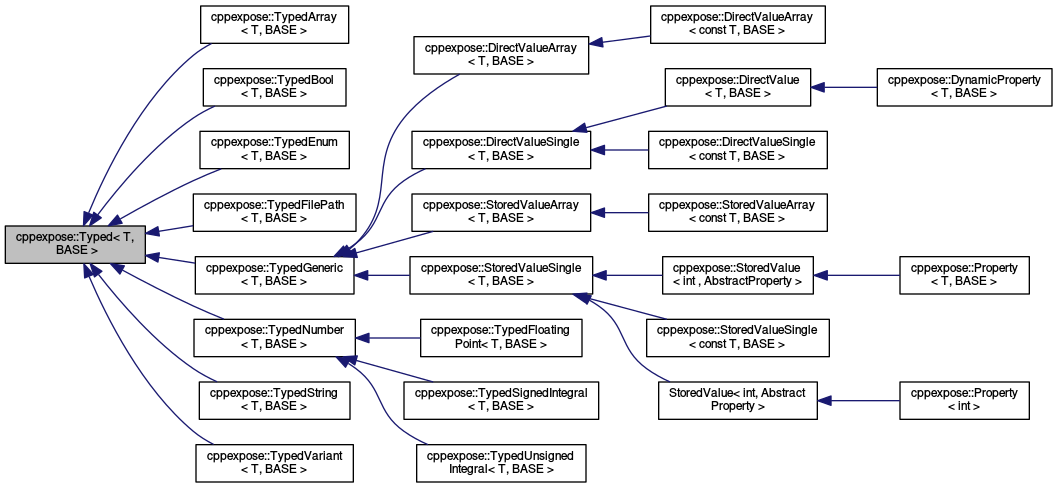 cppexpose::Typed< T,
BASE >
cppexpose::TypedArray
< T, BASE >
cppexpose::TypedBool
< T, BASE >
cppexpose::TypedEnum
< T, BASE >
cppexpose::TypedFilePath
< T, BASE >
cppexpose::TypedGeneric
< T, BASE >
cppexpose::TypedNumber
< T, BASE >
cppexpose::TypedString
< T, BASE >
cppexpose::TypedVariant
< T, BASE >
cppexpose::DirectValueArray
< T, BASE >
cppexpose::DirectValueSingle
< T, BASE >
cppexpose::StoredValueArray
< T, BASE >
cppexpose::StoredValueSingle
< T, BASE >
cppexpose::TypedFloating
Point< T, BASE >
cppexpose::TypedSignedIntegral
< T, BASE >
cppexpose::TypedUnsigned
Integral< T, BASE >
cppexpose::DirectValueArray
< const T, BASE >
cppexpose::DirectValue
< T, BASE >
cppexpose::DirectValueSingle
< const T, BASE >
cppexpose::StoredValueArray
< const T, BASE >
cppexpose::StoredValue
< int , AbstractProperty >
cppexpose::StoredValueSingle
< const T, BASE >
StoredValue< int, Abstract
Property >
cppexpose::DynamicProperty
< T, BASE >
cppexpose::Property
< T, BASE >
cppexpose::Property
< int >